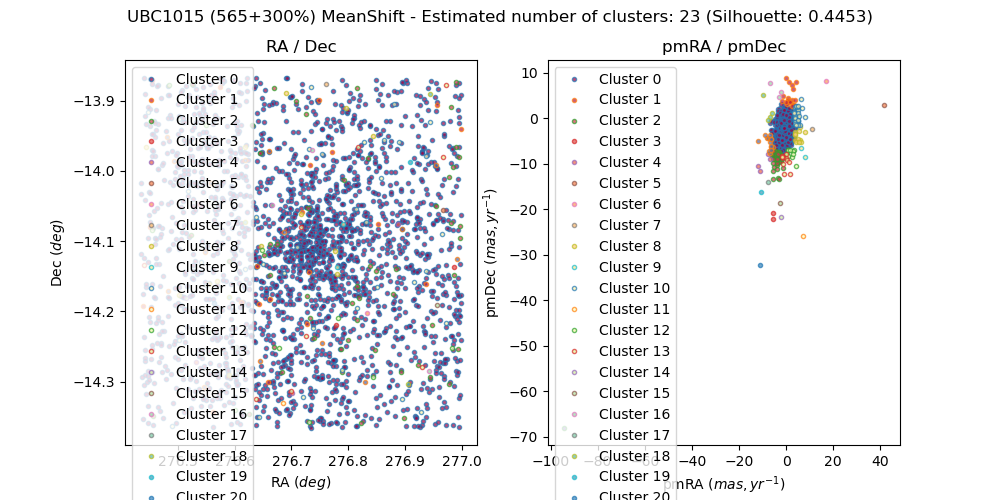 UBC1015 (565+300%) MeanShift - Estimated number of clusters: 23 (Silhouette: 0.4453)
RA / Dec
Dec (deg)
−13.9
−14.0
−14.1
−14.2
−14.3
Cluster 0
Cluster 1
Cluster 2
Cluster 3
Cluster 4
Cluster 5
Cluster 6
Cluster 7
Cluster 8
Cluster 9
Cluster 10
Cluster 11
Cluster 12
Cluster 13
Cluster 14
Cluster 15
Cluster 16
Cluster 17
Cluster 18
Cluster 19
Cluster 20
276.5 276.6 276.7 276.8 276.9 277.0
RA (deg)
pmRA / pmDec
pmDec (mas, yr⁻¹)
10
0
−10
−20
−30
−40
−50
−60
−70
Cluster 0
Cluster 1
Cluster 2
Cluster 3
Cluster 4
Cluster 5
Cluster 6
Cluster 7
Cluster 8
Cluster 9
Cluster 10
Cluster 11
Cluster 12
Cluster 13
Cluster 14
Cluster 15
Cluster 16
Cluster 17
Cluster 18
Cluster 19
Cluster 20
−100 −80 −60 −40 −20 0 20 40
pmRA (mas, yr⁻¹)